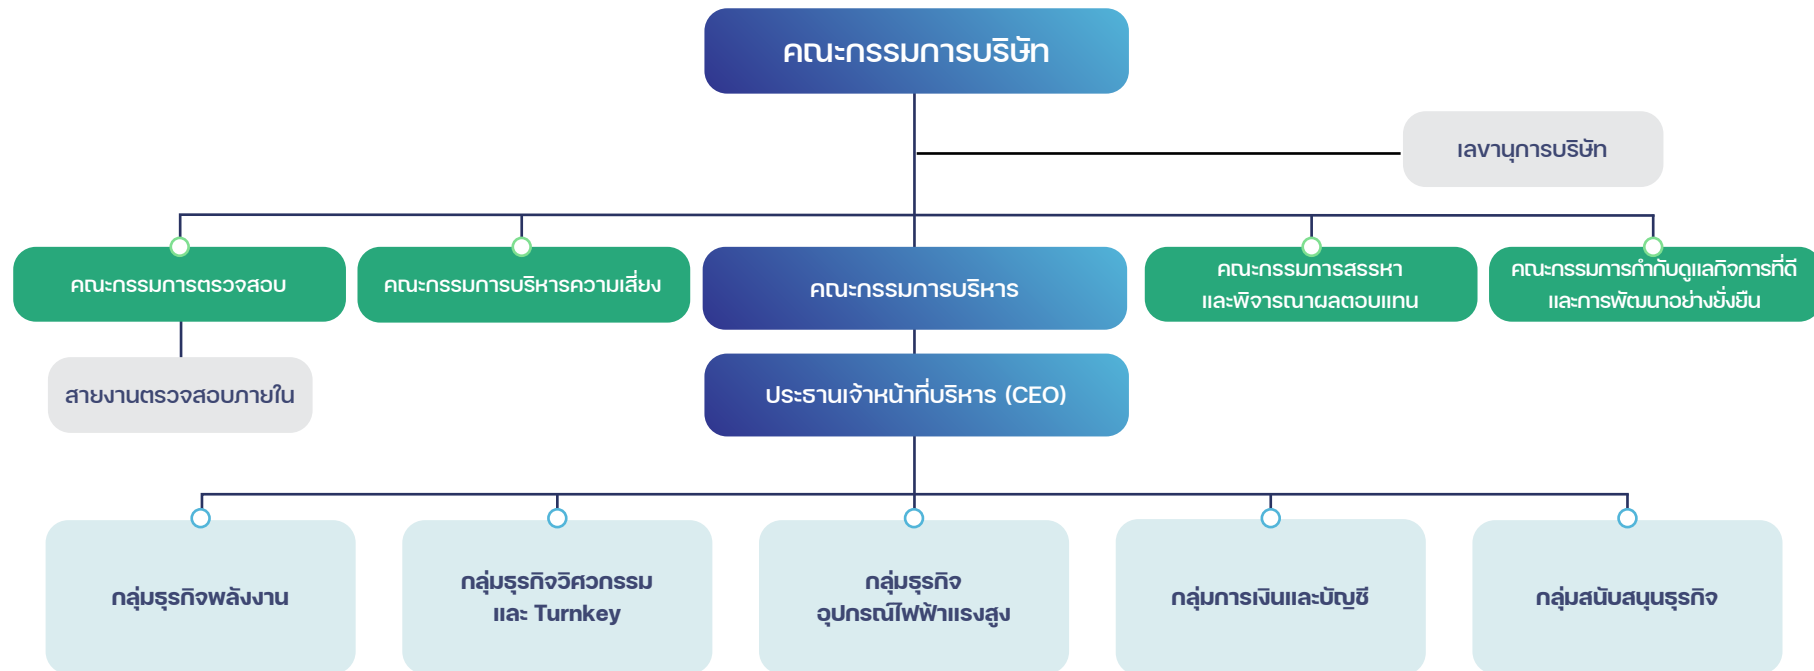 คณะกรรมการบริษัท
เลขานุการบริษัท
คณะกรรมการตรวจสอบ
คณะกรรมการบริหารความเสี่ยง
คณะกรรมการบริหาร
คณะกรรมการสรรหา
และพิจารณาผลตอบแทน
คณะกรรมการกำกับดูแลกิจการที่ดี
และการพัฒนาอย่างยั่งยืน
สายงานตรวจสอบภายใน
ประธานเจ้าหน้าที่บริหาร (CEO)
กลุ่มธุรกิจพลังงาน
กลุ่มธุรกิจวิศวกรรม
และ Turnkey
กลุ่มธุรกิจ
อุปกรณ์ไฟฟ้าแรงสูง
กลุ่มการเงินและบัญชี
กลุ่มสนับสนุนธุรกิจ